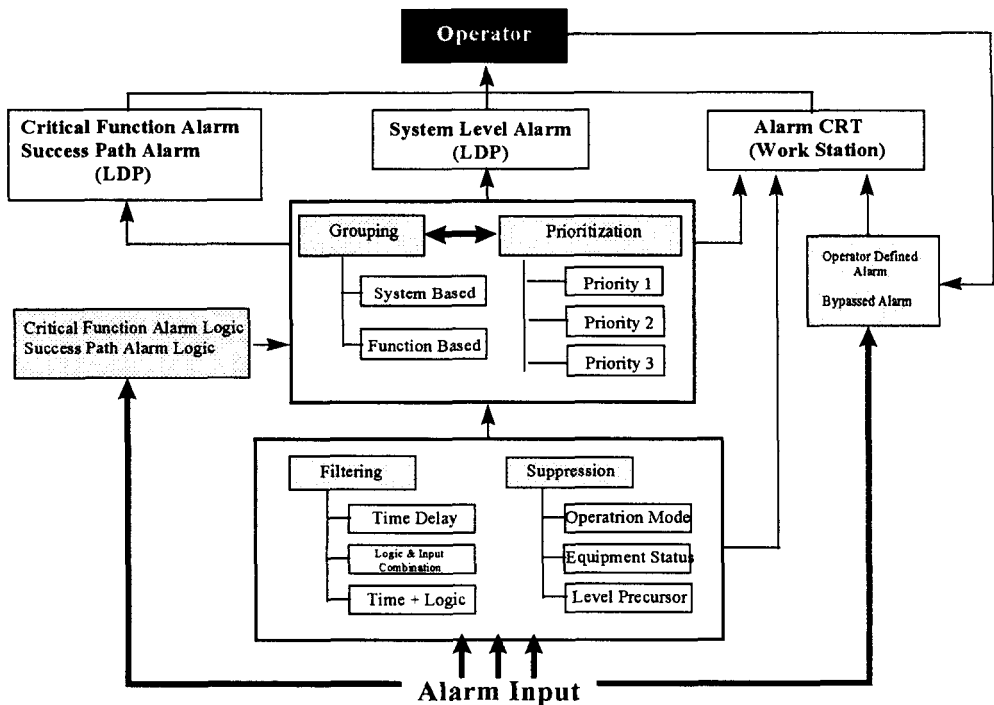 Operator
Critical Function Alarm
Success Path Alarm
(LDP)
System Level Alarm
(LDP)
Alarm CRT
(Work Station)
Grouping
Prioritization
System Based
Function Based
Priority 1
Priority 2
Priority 3
Operator Defined
Alarm
Bypassed Alarm
Critical Function Alarm Logic
Success Path Alarm Logic
Filtering
Time Delay
Logic & Input
Combination
Time + Logic
Suppression
Operatrion Mode
Equipment Status
Level Precursor
Alarm Input